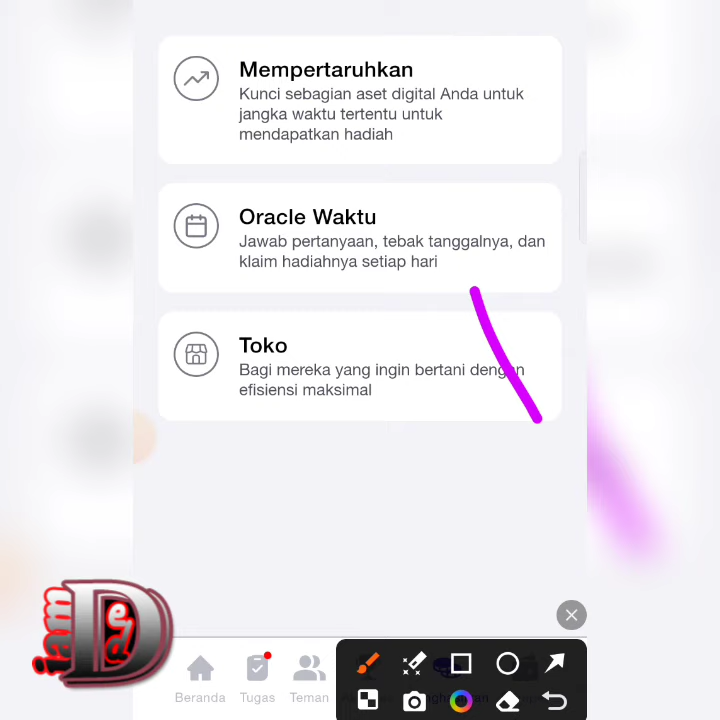 Mempertaruhkan
Kunci sebagian aset digital Anda untuk
jangka waktu tertentu untuk
mendapatkan hadiah
Oracle Waktu
Jawab pertanyaan, tebak tanggalnya, dan
klaim hadiahnya setiap hari
Toko
Bagi mereka yang ingin bertani dengan
efisiensi maksimal
Beranda
Tugas
Teman